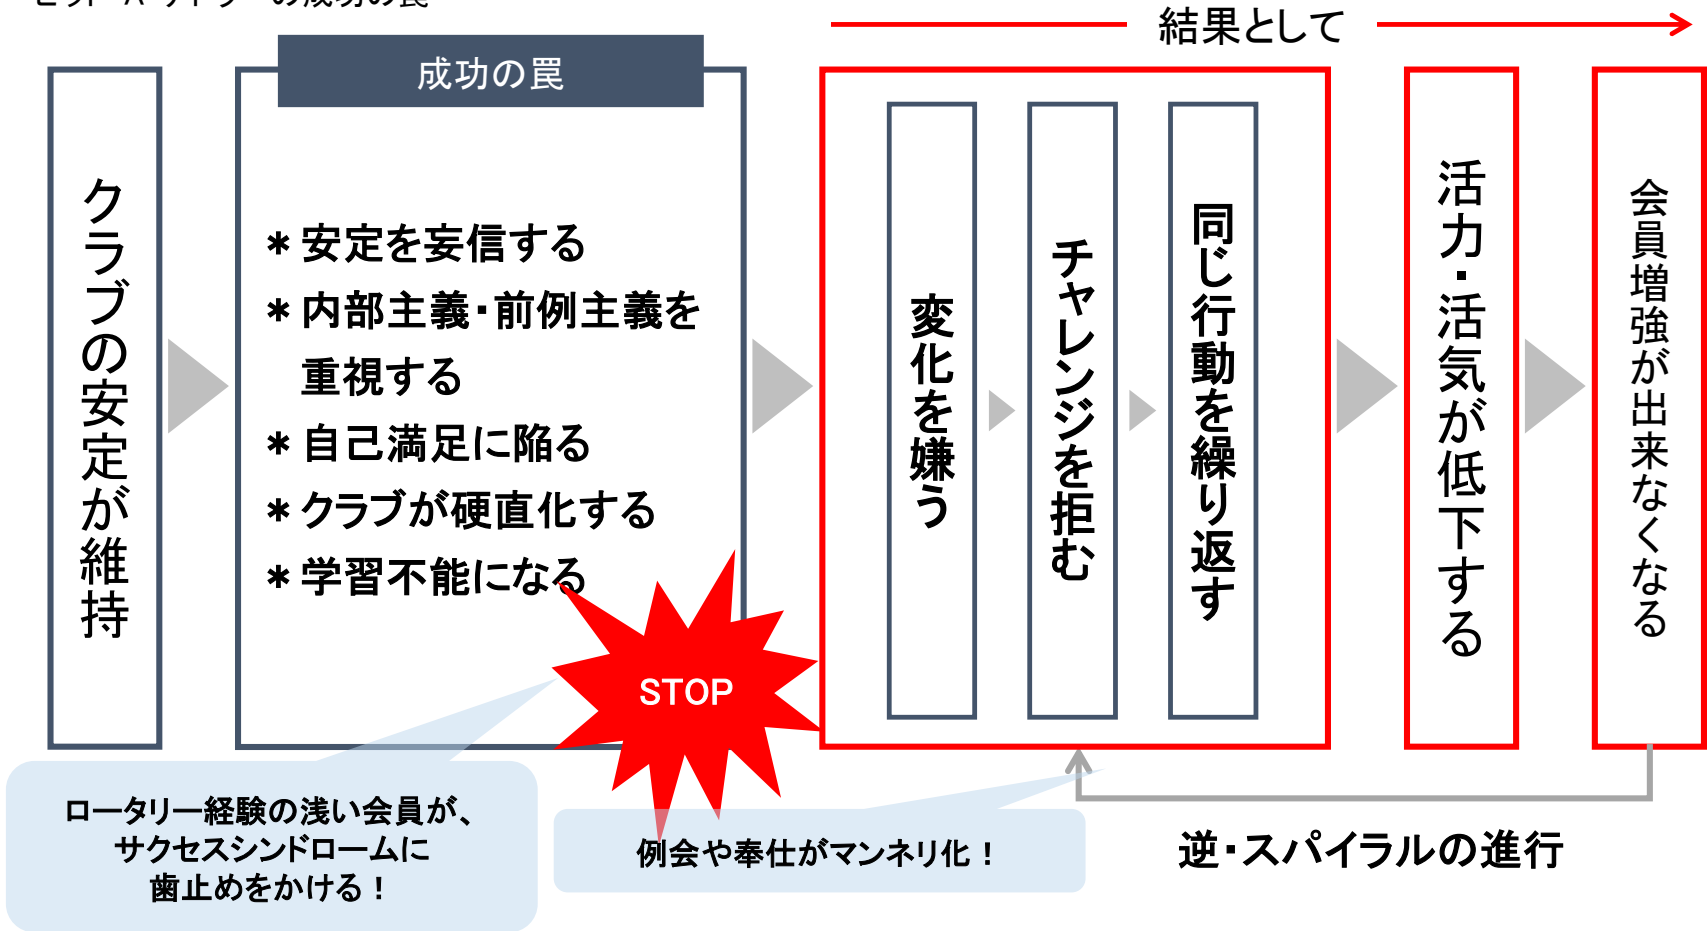 の成功の罠
結果として
成功の罠
クラブの安定が維持
＊安定を妄信する
＊内部主義・前例主義を
重視する
＊自己満足に陥る
＊クラブが硬直化する
＊学習不能になる
STOP
変化を嫌う
チャレンジを拒む
同じ行動を繰り返す
活力・活気が低下する
会員増強が出来なくなる
ロータリー経験の浅い会員が、
サクセスシンドロームに
歯止めをかける！
例会や奉仕がマンネリ化！
逆・スパイラルの進行